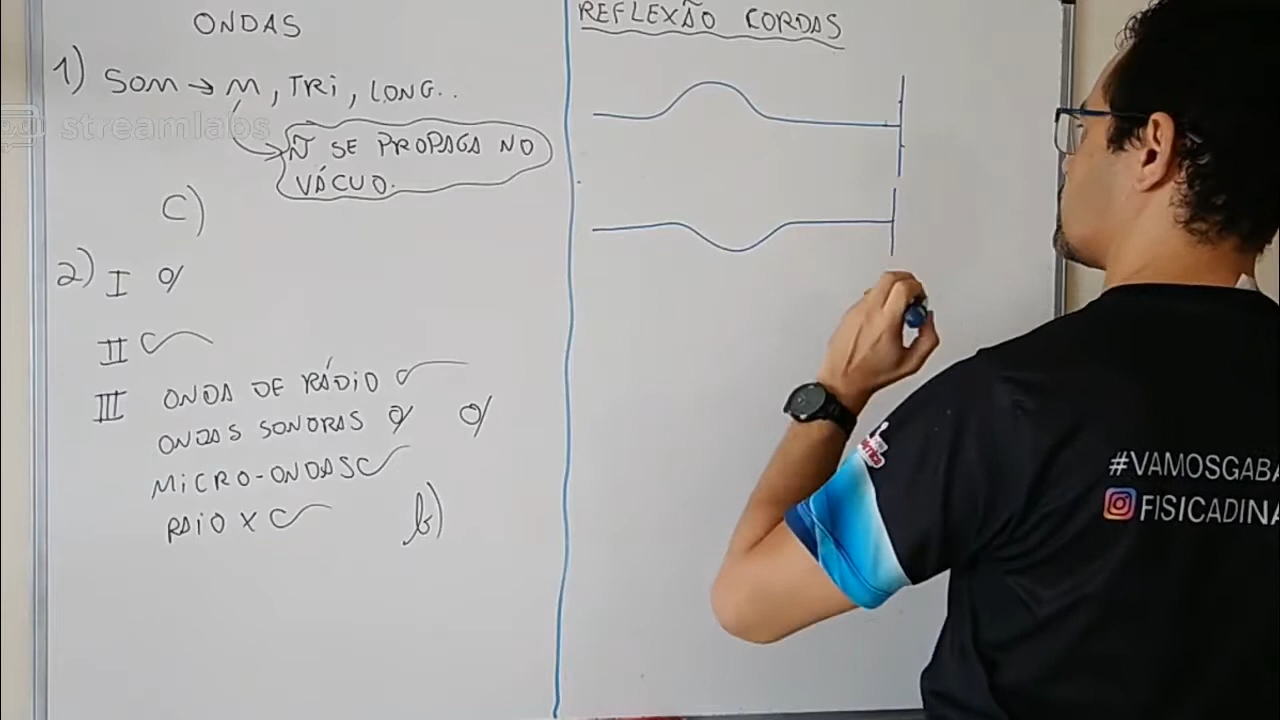 ONDAS
1) SOM → M, TRI, LONG..
Ñ SE PROPAGA NO
VÁCUO.
C)
2) I
II
III ONDA DE RÁDIO
ONDAS SONORAS
MICRO-ONDAS
RAIO X
b)
REFLEXÃO CORDAS
streamlabs
#VAMOSGABA
FISICADINA